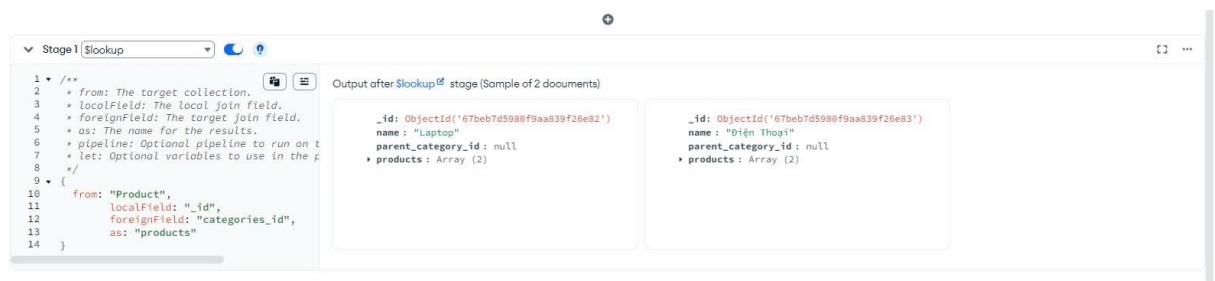 Stage 1 $lookup
1 /**
2 * from: The target collection.
3 * localField: The local join field.
4 * foreignField: The target join field.
5 * as: The name for the results.
6 * pipeline: Optional pipeline to run on t
7 * let: Optional variables to use in the p
8 */
9 {
10 from: "Product",
11 localField: "_id",
12 foreignField: "categories_id",
13 as: "products"
14 }
Output after $lookup stage (Sample of 2 documents)
_id: ObjectId('67beb7d5980f9aa839f26e82')
name : "Laptop"
parent_category_id : null
products : Array (2)
_id: ObjectId('67beb7d5980f9aa839f26e83')
name : "Điện Thoại"
parent_category_id : null
products : Array (2)